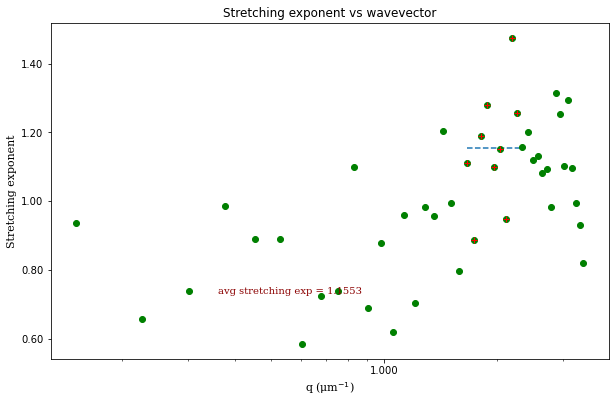 Stretching exponent vs wavevector
1.40
1.20
1.00
0.80
0.60
Stretching exponent
avg stretching exp = 1.1553
1.000
q (μm⁻¹)